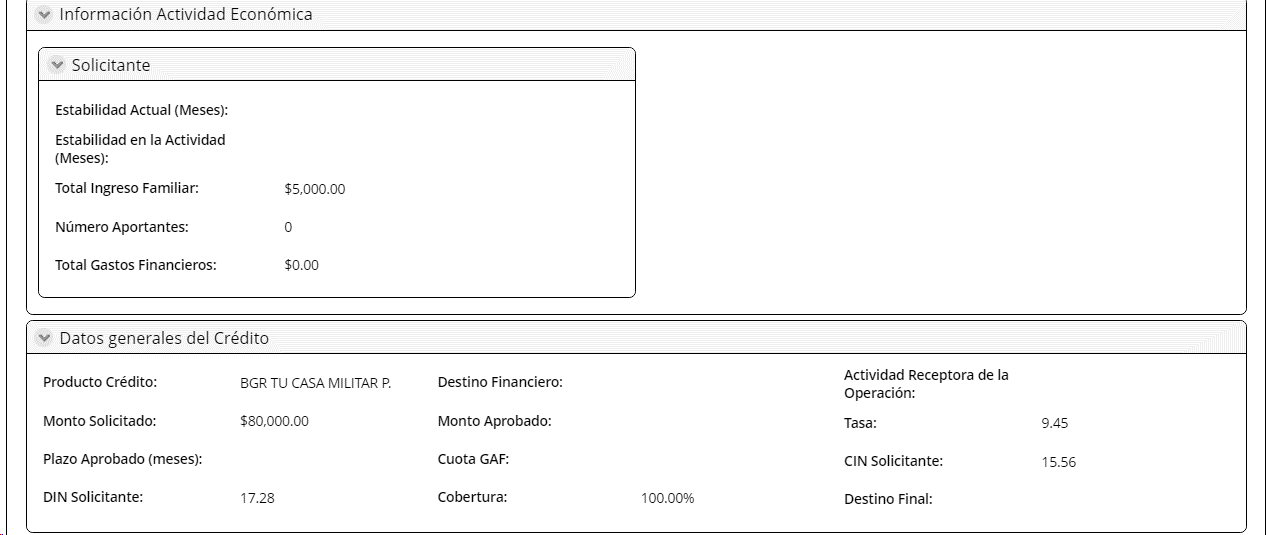 Información Actividad Económica
Solicitante
Estabilidad Actual (Meses):
Estabilidad en la Actividad
(Meses):
Total Ingreso Familiar: $5,000.00
Número Aportantes: 0
Total Gastos Financieros: $0.00
Datos generales del Crédito
Producto Crédito: BGR TU CASA MILITAR P. Destino Financiero: Actividad Receptora de la
Operación:
Monto Solicitado: $80,000.00 Monto Aprobado: Tasa: 9.45
Plazo Aprobado (meses): Cuota GAF: CIN Solicitante: 15.56
DIN Solicitante: 17.28 Cobertura: 100.00% Destino Final: